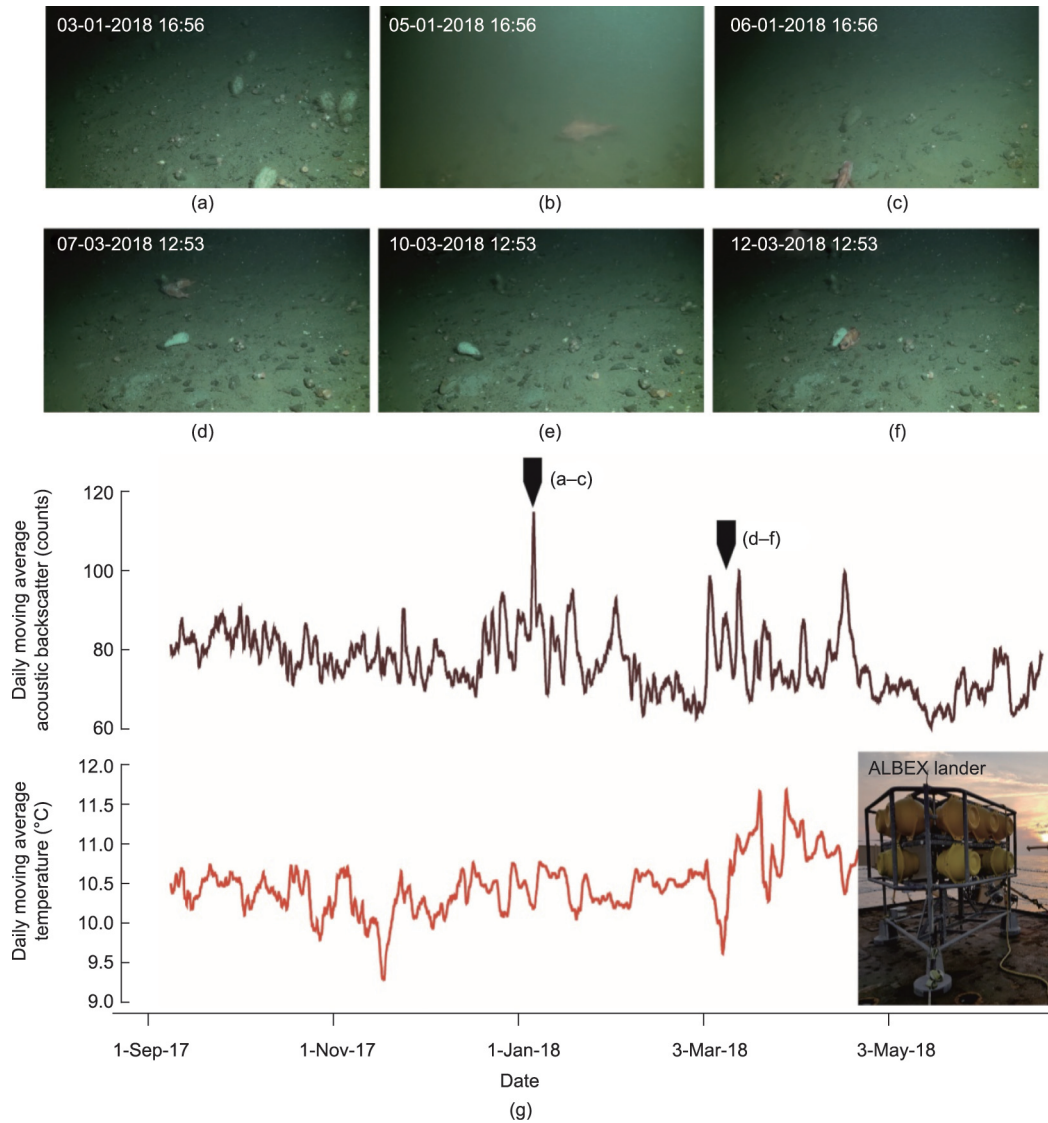 03-01-2018 16:56
05-01-2018 16:56
06-01-2018 16:56
(a)
(b)
(c)
07-03-2018 12:53
10-03-2018 12:53
12-03-2018 12:53
(d)
(e)
(f)
Daily moving average
acoustic backscatter (counts)
120
100
80
60
(a–c)
(d–f)
Daily moving average
temperature (°C)
12.0
11.5
11.0
10.5
10.0
9.5
9.0
ALBEX lander
1-Sep-17
1-Nov-17
1-Jan-18
3-Mar-18
3-May-18
Date
(g)